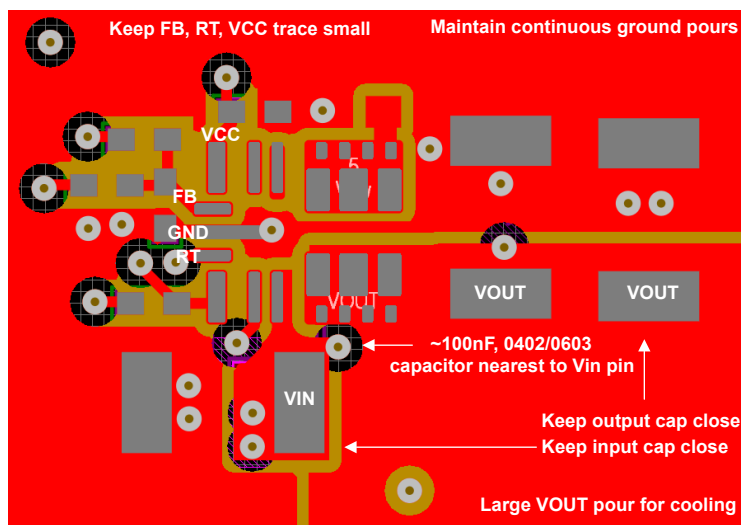 Keep FB, RT, VCC trace small
Maintain continuous ground pours
VCC
5
FB
GND
RT
VOUT
VOUT
VOUT
~100nF, 0402/0603
capacitor nearest to Vin pin
VIN
Keep output cap close
Keep input cap close
Large VOUT pour for cooling